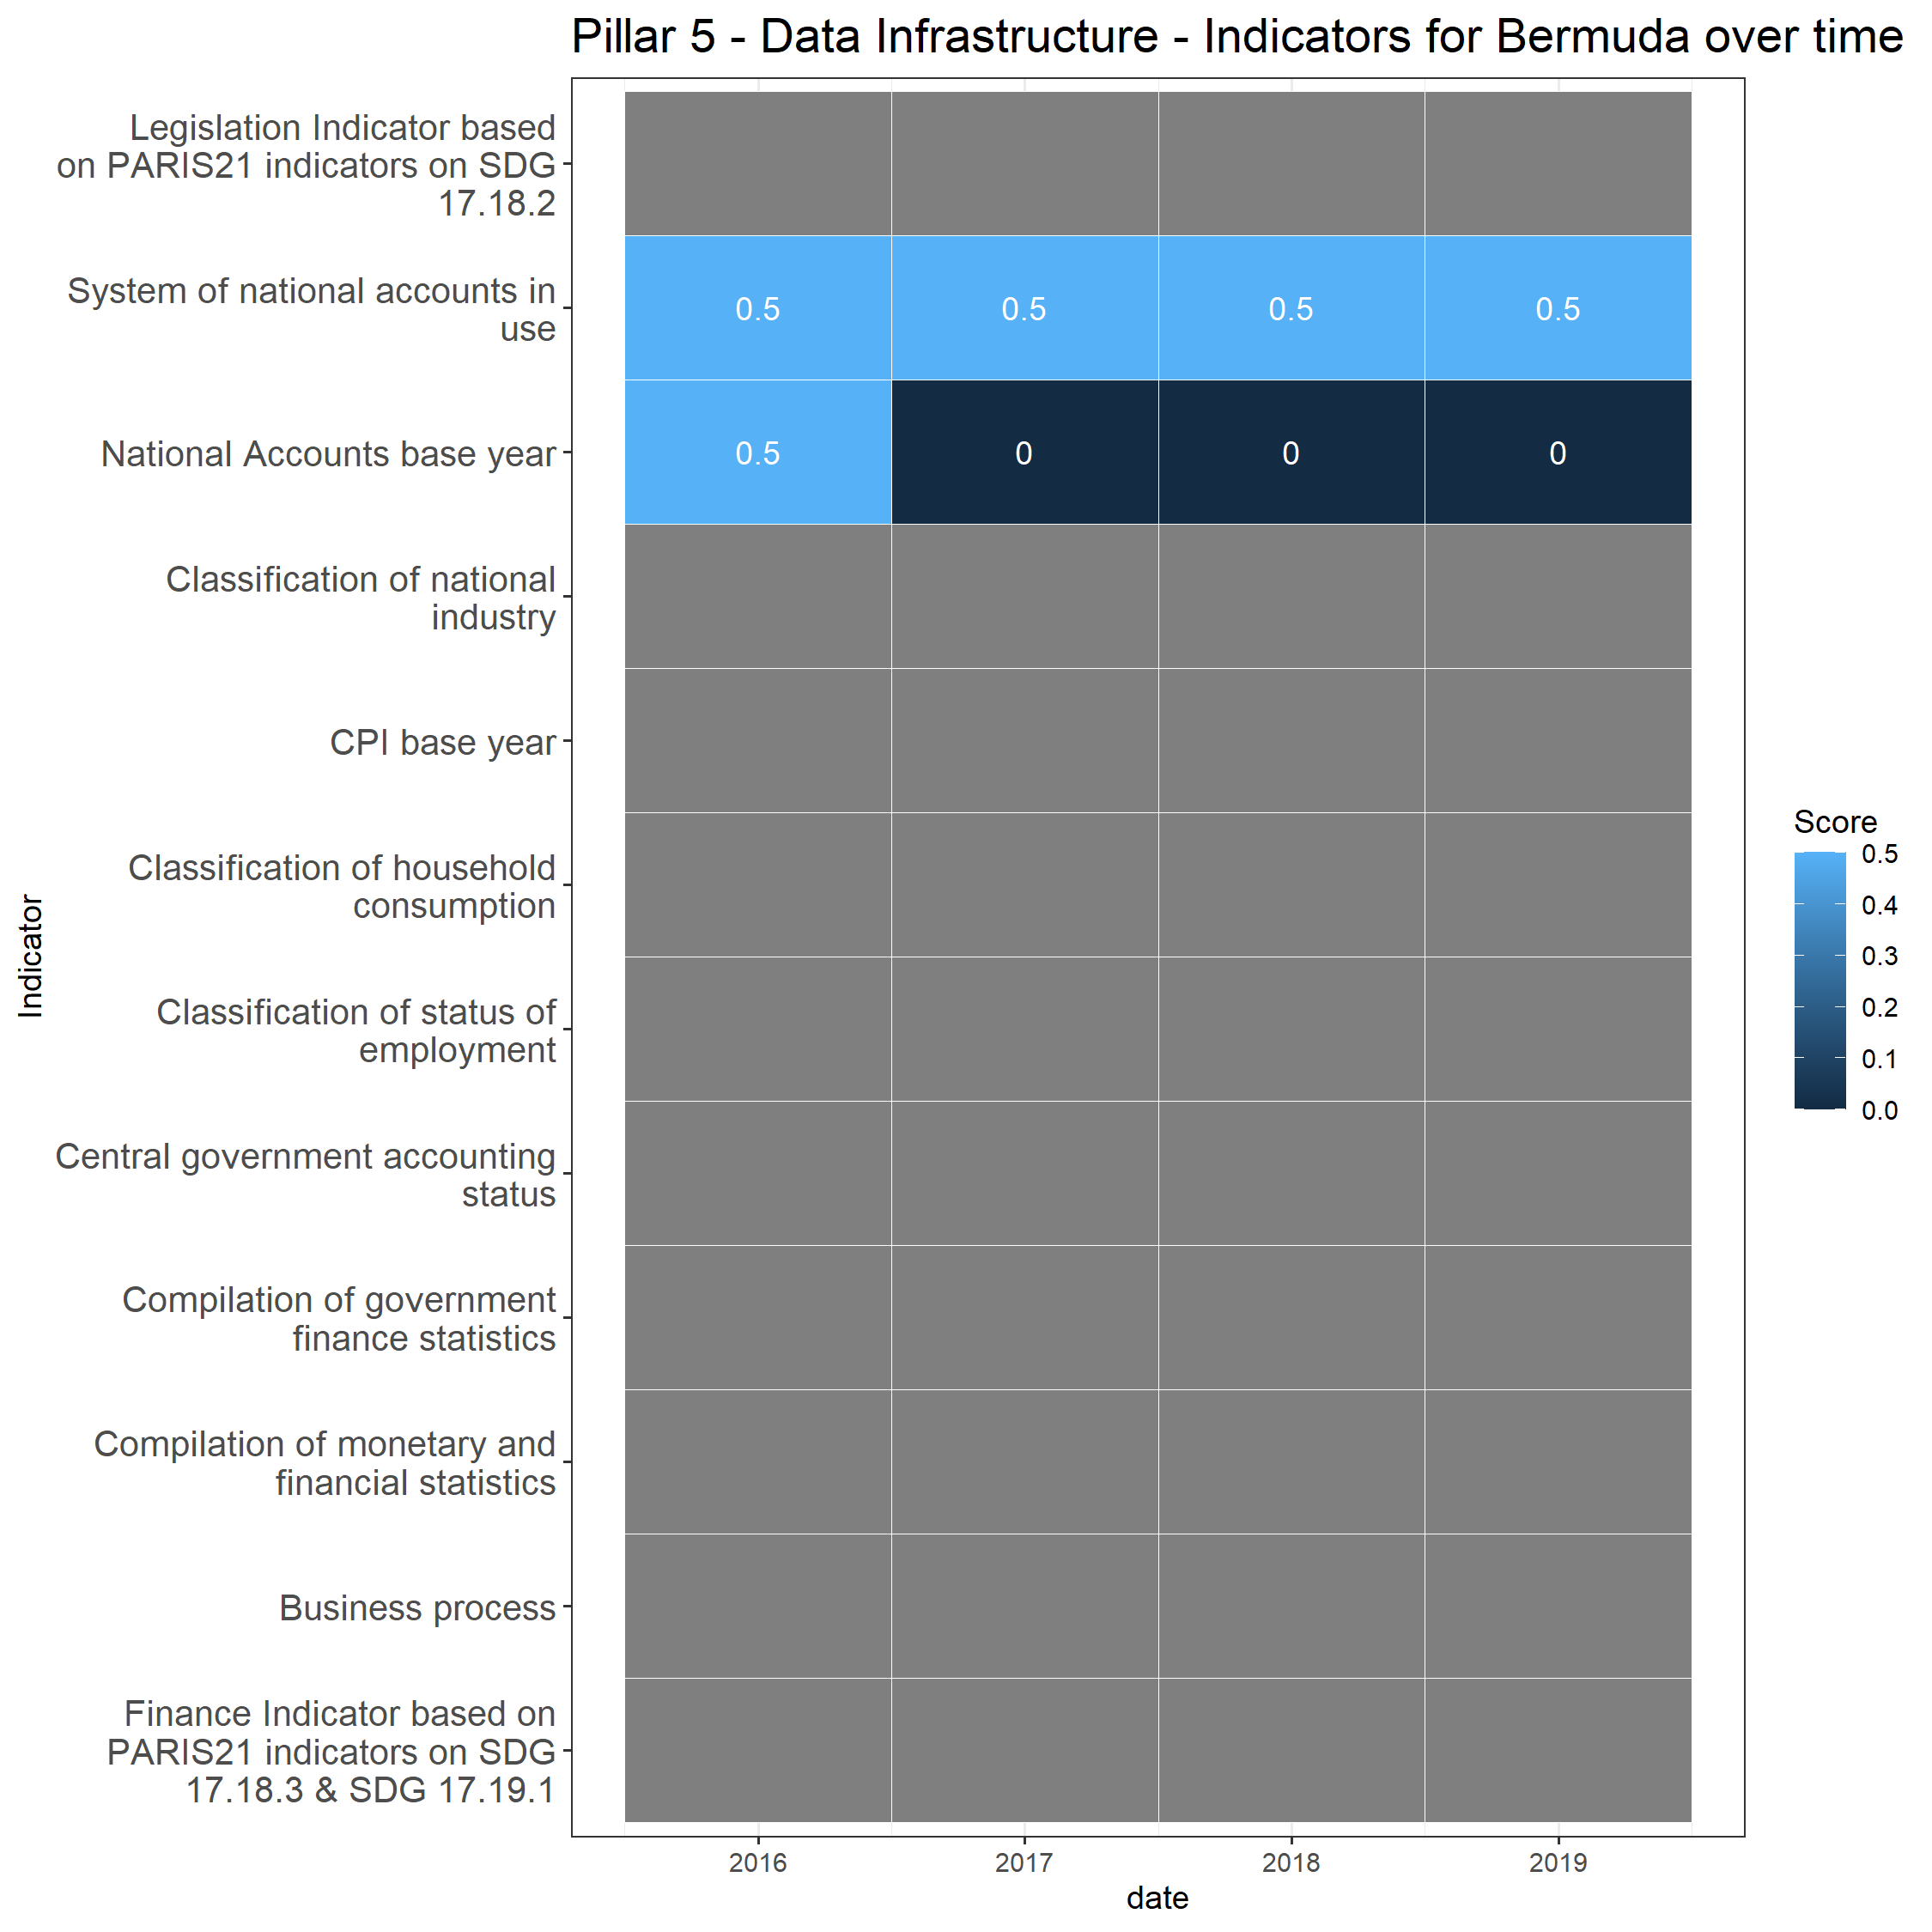 Pillar 5 - Data Infrastructure - Indicators for Bermuda over time
Legislation Indicator based
on PARIS21 indicators on SDG
17.18.2
System of national accounts in
use
0.5 0.5 0.5 0.5
National Accounts base year
0.5 0 0 0
Classification of national
industry
CPI base year
Classification of household
consumption
Classification of status of
employment
Central government accounting
status
Compilation of government
finance statistics
Compilation of monetary and
financial statistics
Business process
Finance Indicator based on
PARIS21 indicators on SDG
17.18.3 & SDG 17.19.1
Indicator
2016 2017 2018 2019
date
Score
0.5
0.4
0.3
0.2
0.1
0.0